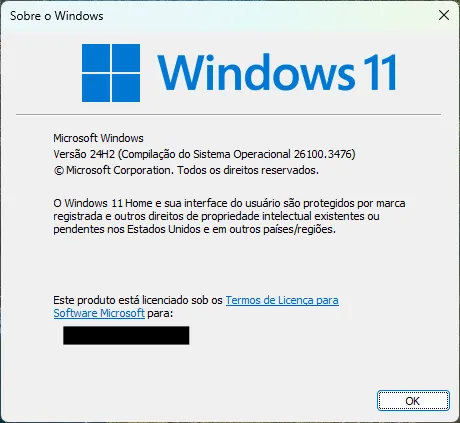 Sobre o Windows
Windows 11
Microsoft Windows
Versão 24H2 (Compilação do Sistema Operacional 26100.3476)
© Microsoft Corporation. Todos os direitos reservados.
O Windows 11 Home e sua interface do usuário são protegidos por marca
registrada e outros direitos de propriedade intelectual existentes ou
pendentes nos Estados Unidos e em outros países/regiões.
Este produto está licenciado sob os Termos de Licença para
Software Microsoft para:
OK